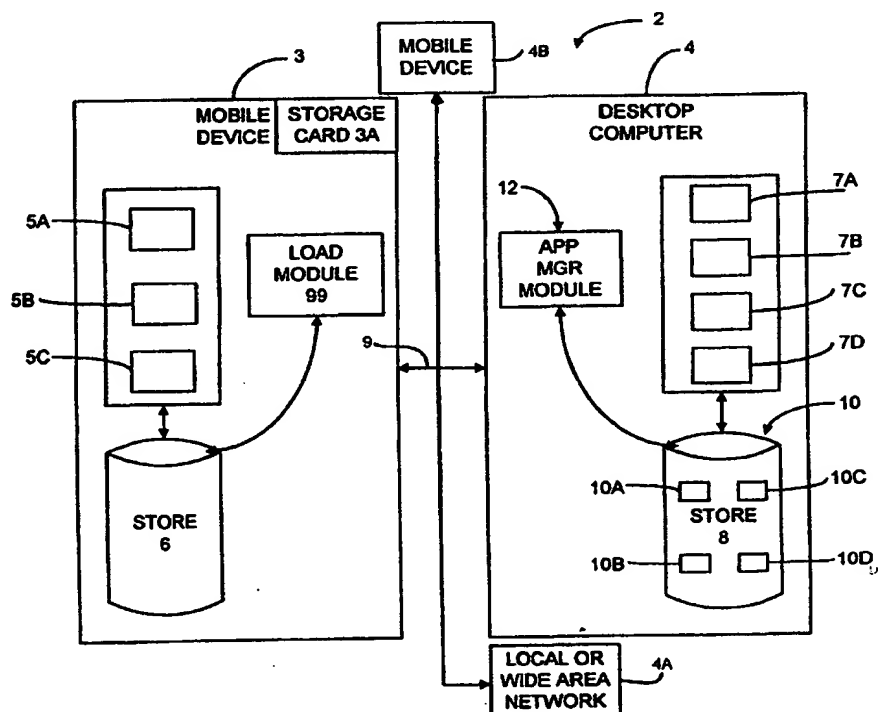 2
MOBILE
DEVICE
4B
3
4
MOBILE
DEVICE
STORAGE
CARD 3A
DESKTOP
COMPUTER
5A
5B
5C
LOAD
MODULE
99
9
12
APP
MGR
MODULE
7A
7B
7C
7D
10
STORE
6
10A
10C
STORE
8
10B
10D
LOCAL OR
WIDE AREA
NETWORK
4A